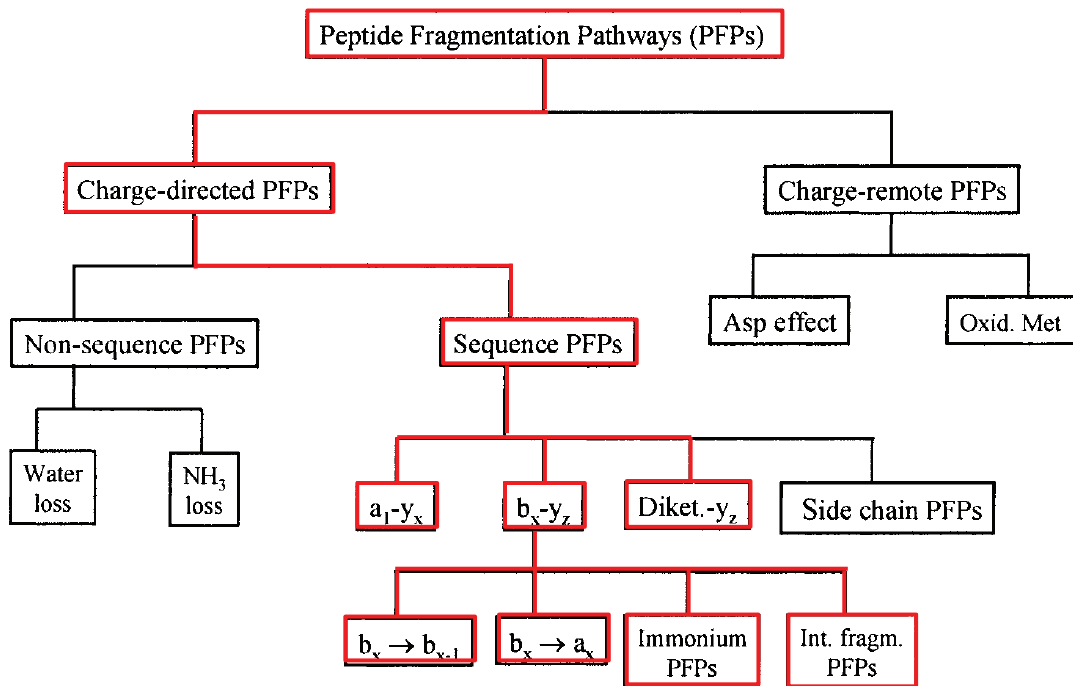 Peptide Fragmentation Pathways (PFPs)
Charge-directed PFPs
Charge-remote PFPs
Non-sequence PFPs
Sequence PFPs
Asp effect
Oxid. Met
Water
loss
NH₃
loss
a₁-yₓ
bₓ-y_z
Diket.-y_z
Side chain PFPs
bₓ → bₓ₋₁
bₓ → aₓ
Immonium
PFPs
Int. fragm.
PFPs